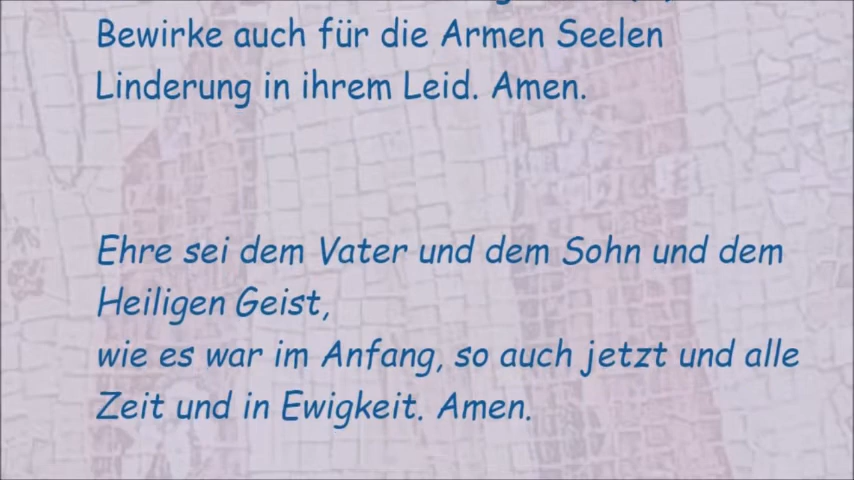 Bewirke auch für die Armen Seelen
Linderung in ihrem Leid. Amen.
Ehre sei dem Vater und dem Sohn und dem
Heiligen Geist,
wie es war im Anfang, so auch jetzt und alle
Zeit und in Ewigkeit. Amen.